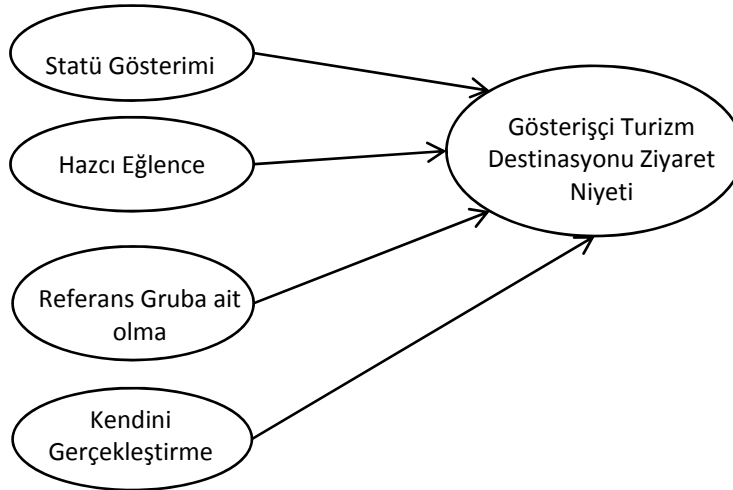 Statü Gösterimi
Hazcı Eğlence
Referans Gruba ait
olma
Kendini
Gerçekleştirme
Gösterişçi Turizm
Destinasyonu Ziyaret
Niyeti